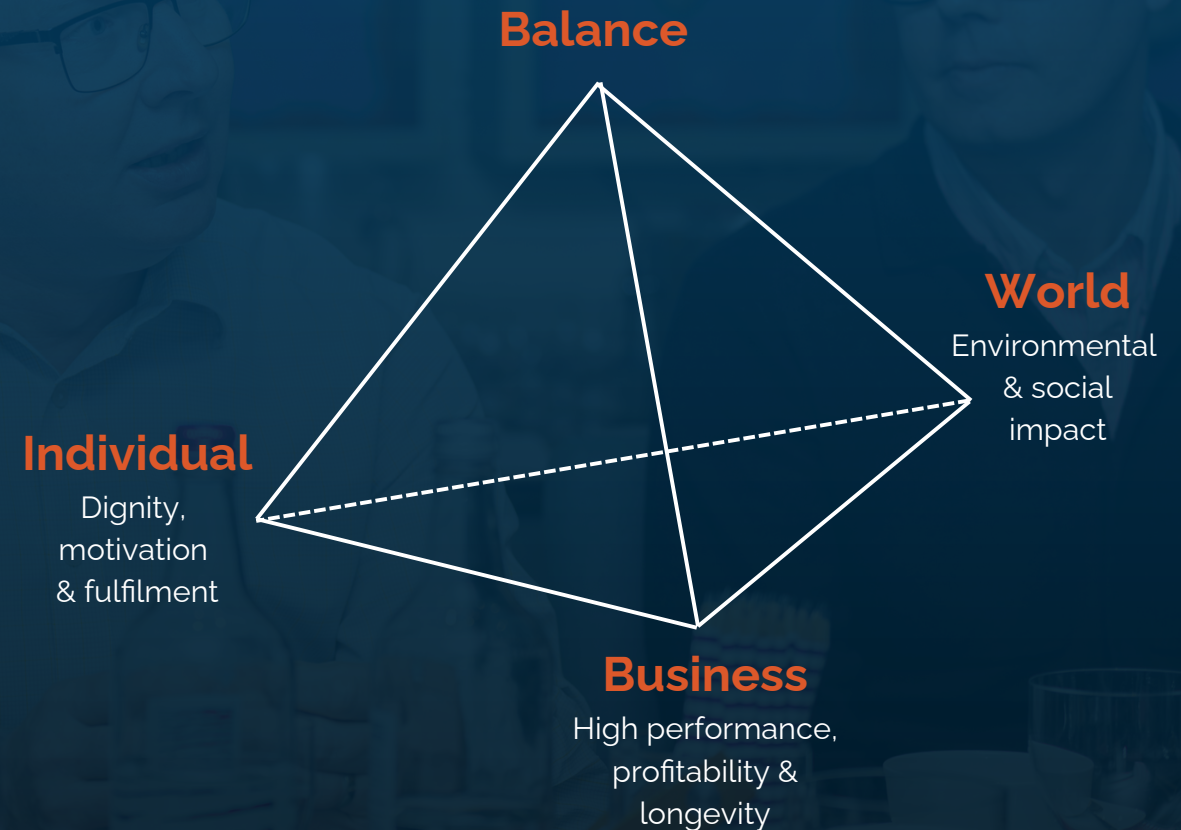 Balance
World
Environmental
& social
impact
Individual
Dignity,
motivation
& fulfilment
Business
High performance,
profitability &
longevity